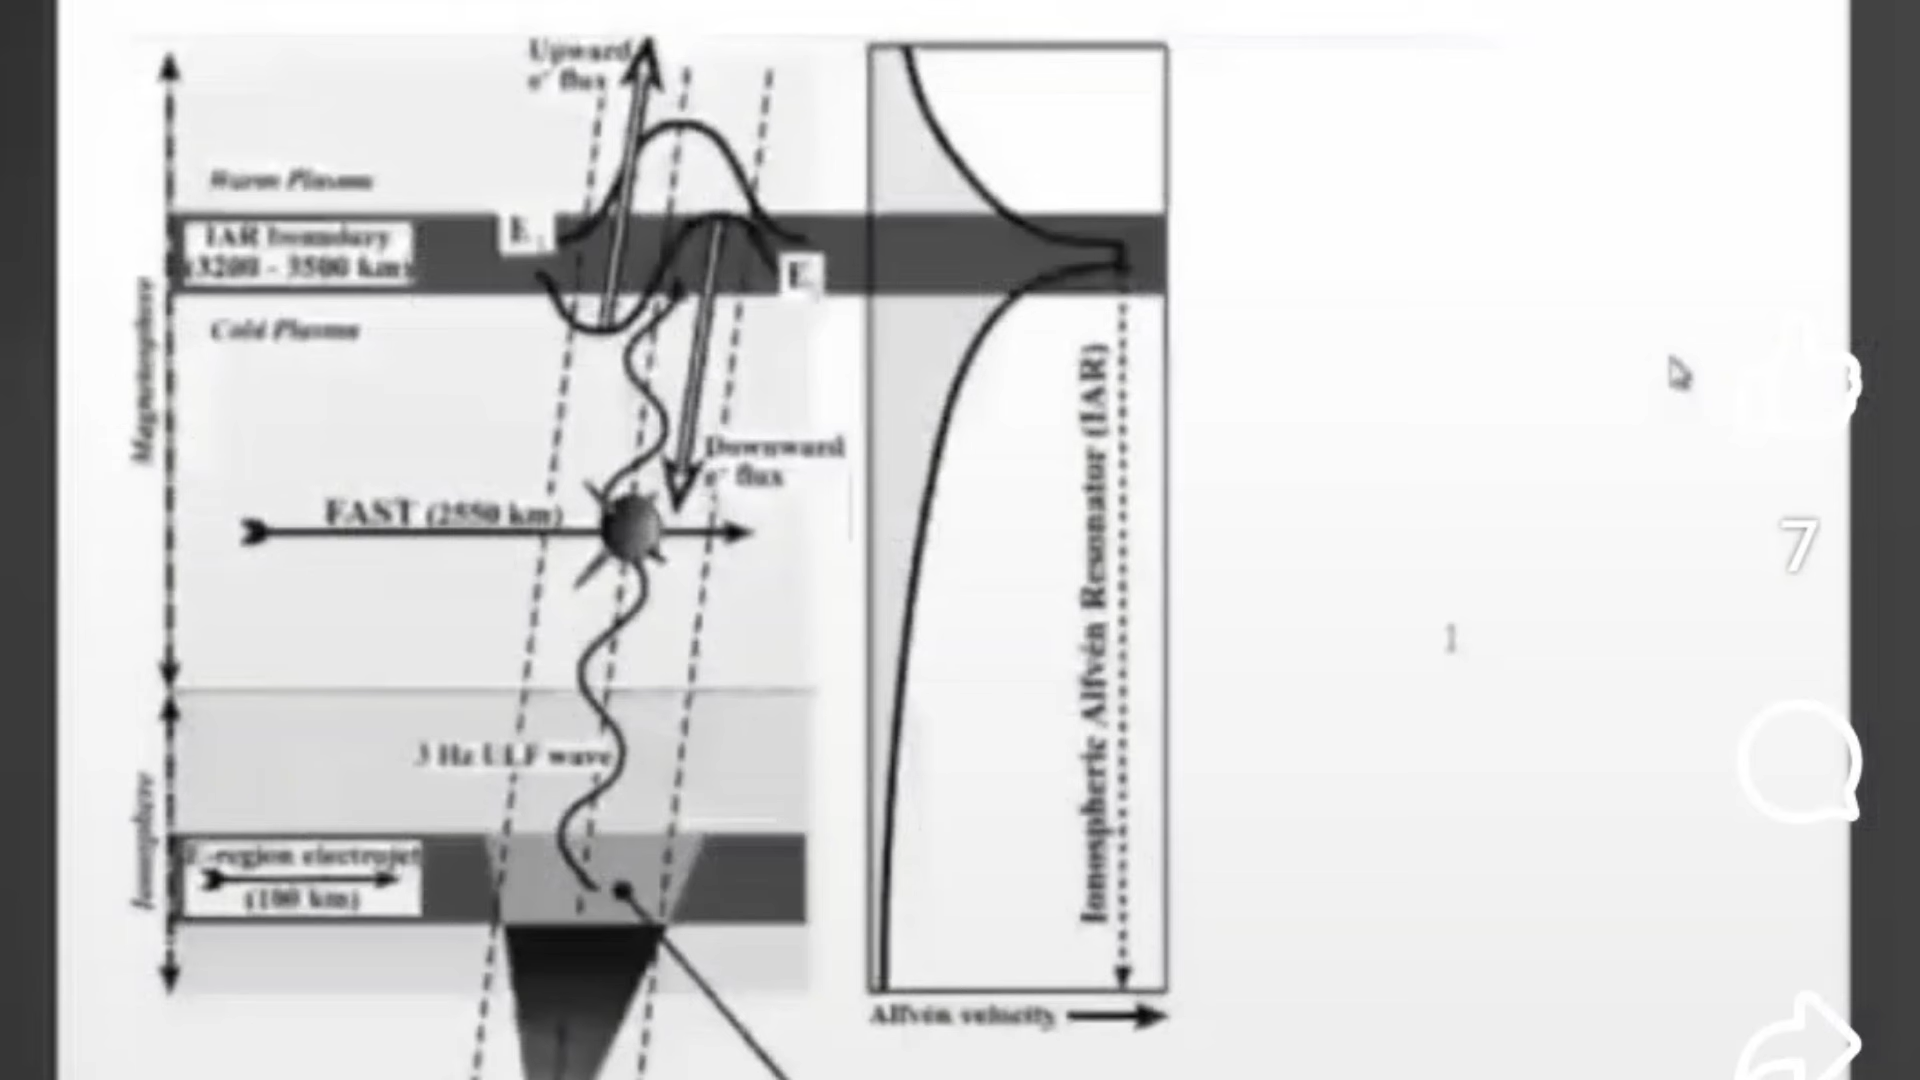 Upward
e⁻ flux
Warm Plasma
IAR boundary
(3200 - 3500 km)
E
E
Cold Plasma
Magnetosphere
Downward
e⁻ flux
FAST (2550 km)
Ionospheric Alfvén Resonator (IAR)
3 Hz ULF wave
Ionosphere
E-region electrojet
(100 km)
Alfvén velocity
7
1